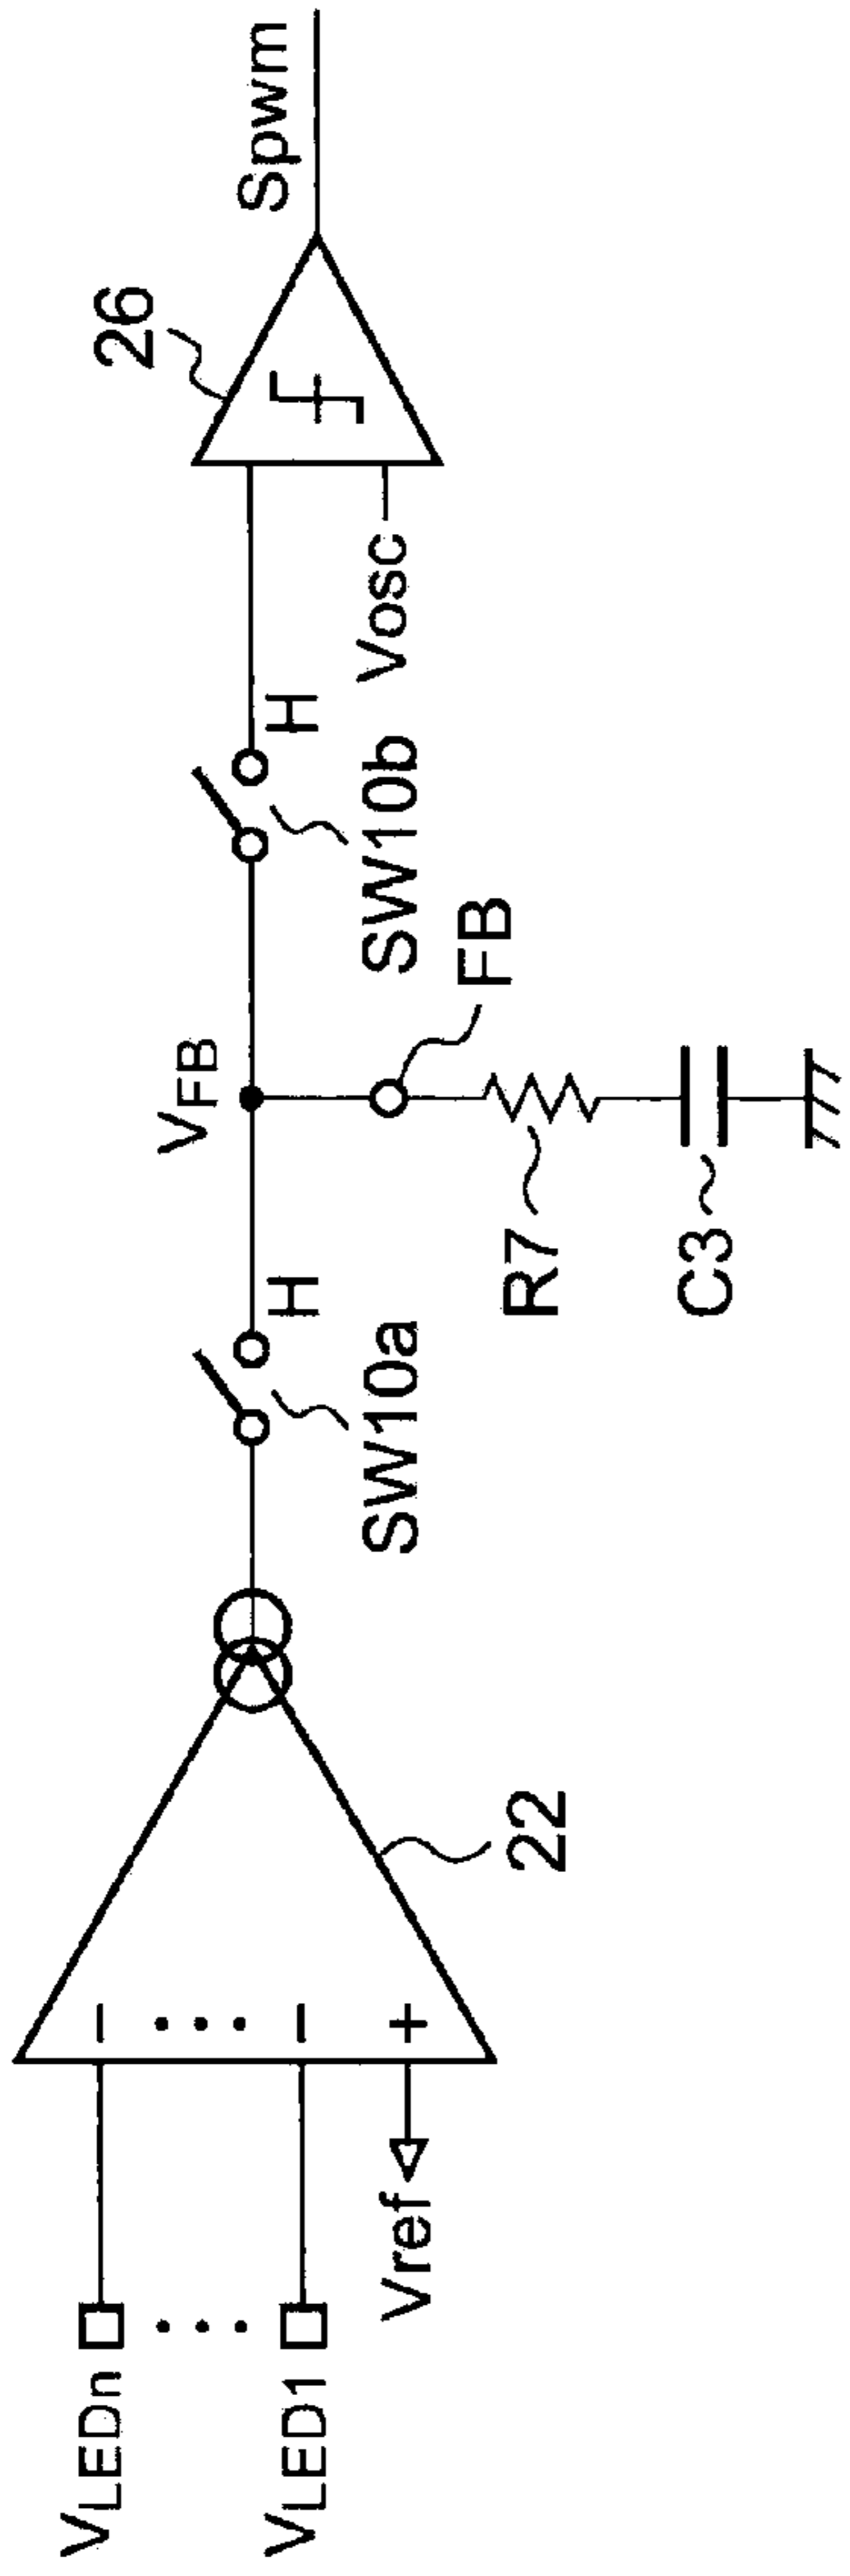 VLEDn
VLED1
Vref
− ··· − +
22
SW10a
H
VFB
FB
R7
C3
SW10b
H
Vosc
26
Spwm